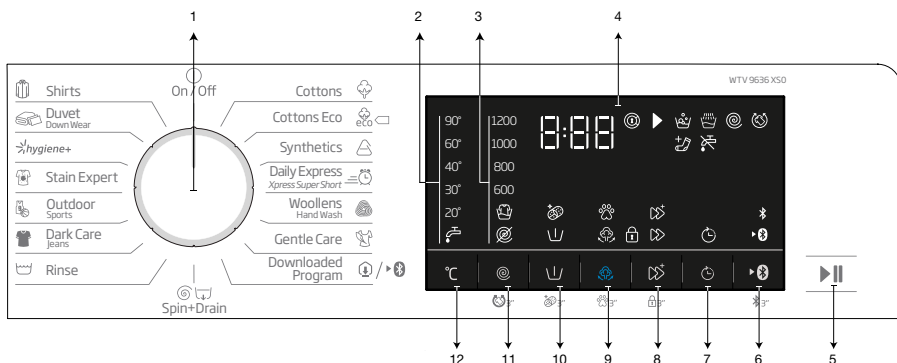 1
2
3
4
WTV 9636 XS0
On/Off
Shirts
Duvet
Down Wear
hygiene+
Stain Expert
Outdoor
Sports
Dark Care
Jeans
Rinse
Spin+Drain
Cottons
Cottons Eco
eco
Synthetics
Daily Express
Xpress Super Short
Woollens
Hand Wash
Gentle Care
Downloaded
Program
/
90°
60°
40°
30°
20°
1200
1000
800
600
8:88
°C
3"
3"
3"
3"
3"
12
11
10
9
8
7
6
5